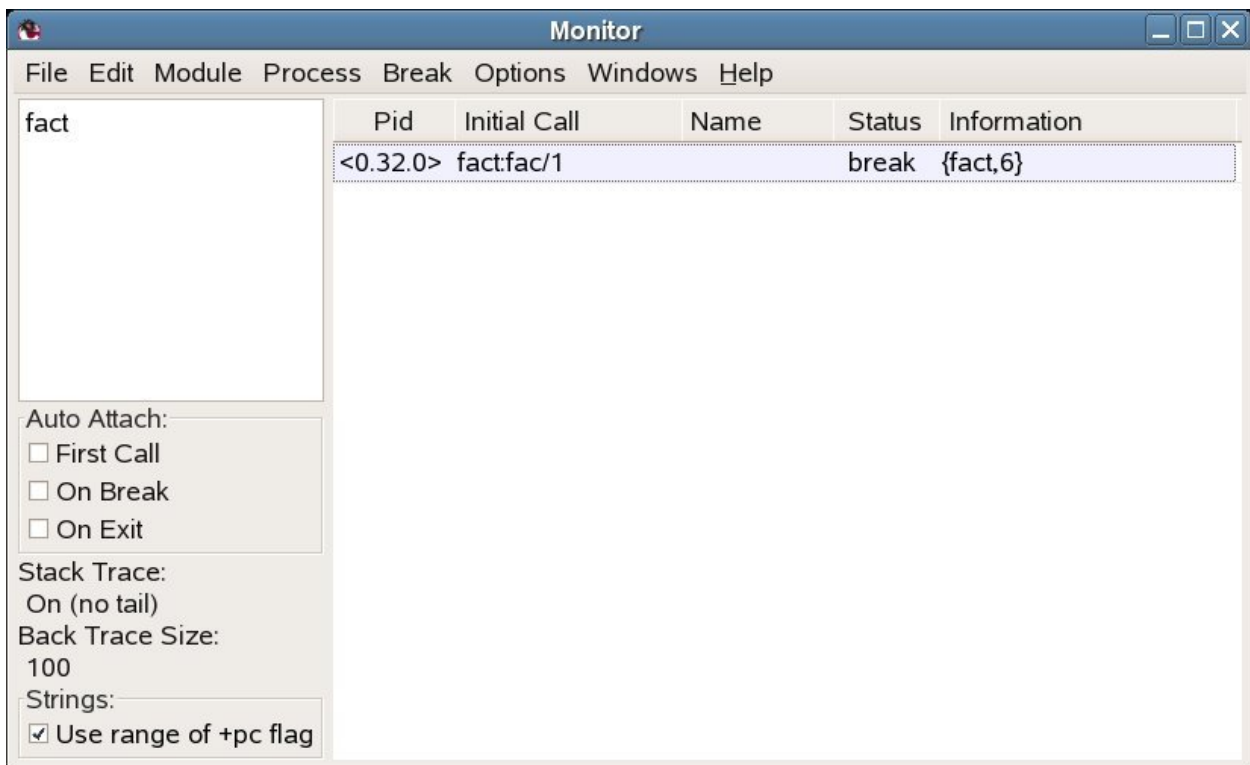 Monitor
File Edit Module Process Break Options Windows Help
fact
Pid Initial Call Name Status Information
<0.32.0> fact:fac/1 break {fact,6}
Auto Attach:
First Call
On Break
On Exit
Stack Trace:
On (no tail)
Back Trace Size:
100
Strings:
Use range of +pc flag